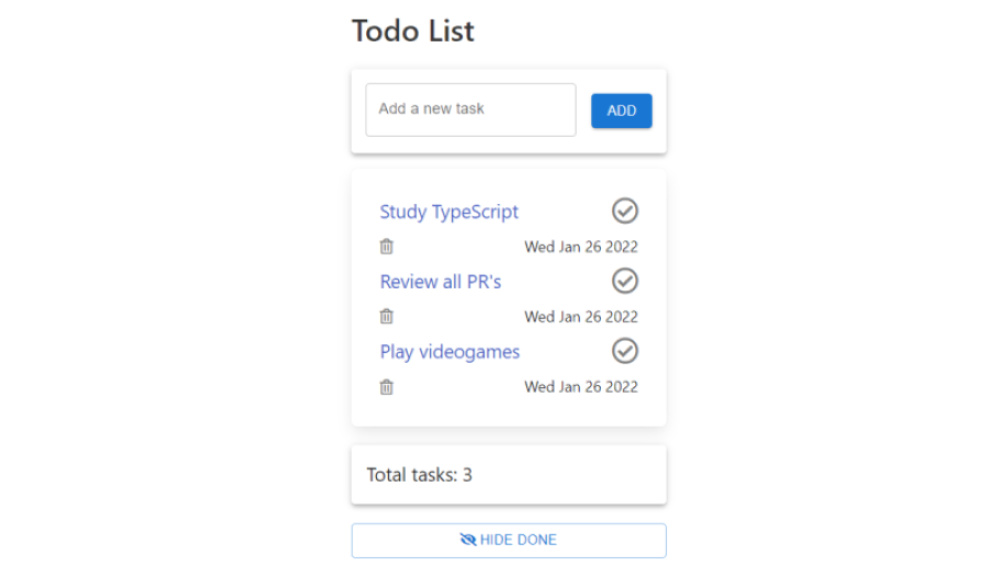 Todo List
Add a new task
ADD
Study TypeScript
Wed Jan 26 2022
Review all PR's
Wed Jan 26 2022
Play videogames
Wed Jan 26 2022
Total tasks: 3
HIDE DONE